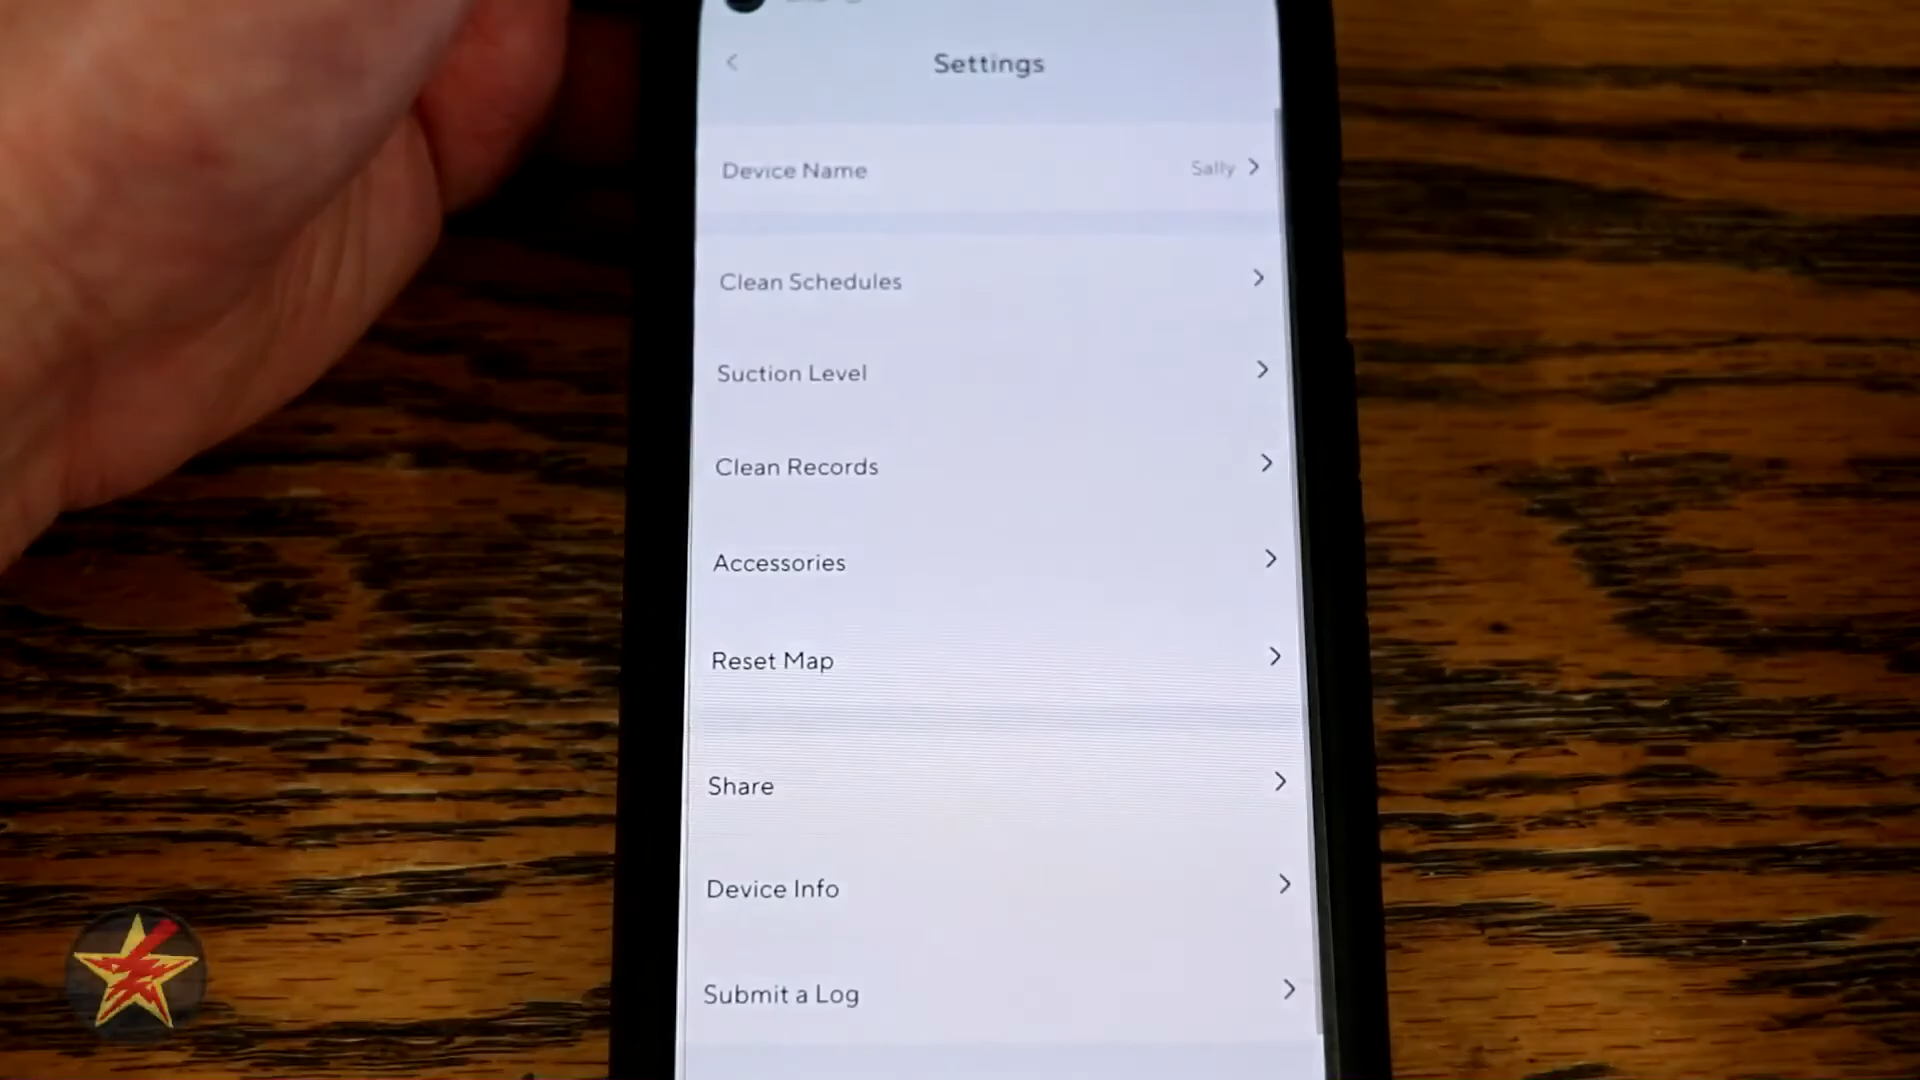 Settings
Device Name Sally
Clean Schedules
Suction Level
Clean Records
Accessories
Reset Map
Share
Device Info
Submit a Log